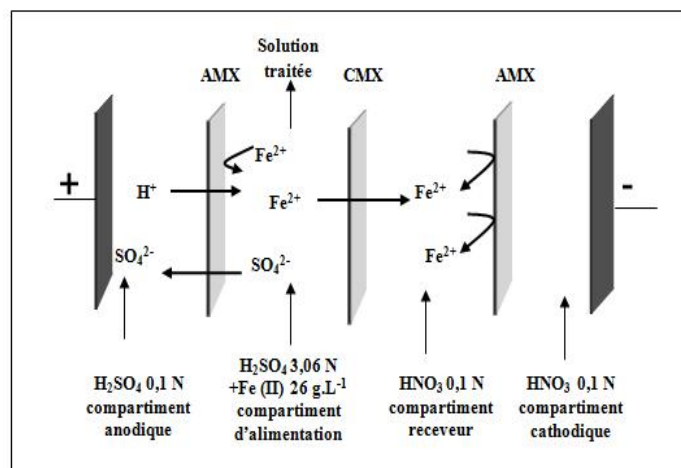 Solution
traitée
AMX
CMX
AMX
Fe²⁺
+
H⁺
Fe²⁺
Fe²⁺
-
SO₄²⁻
SO₄²⁻
Fe²⁺
H₂SO₄ 0,1 N
compartiment
anodique
H₂SO₄ 3,06 N
+Fe (II) 26 g.L⁻¹
compartiment
d'alimentation
HNO₃ 0,1 N
compartiment
receveur
HNO₃ 0,1 N
compartiment
cathodique